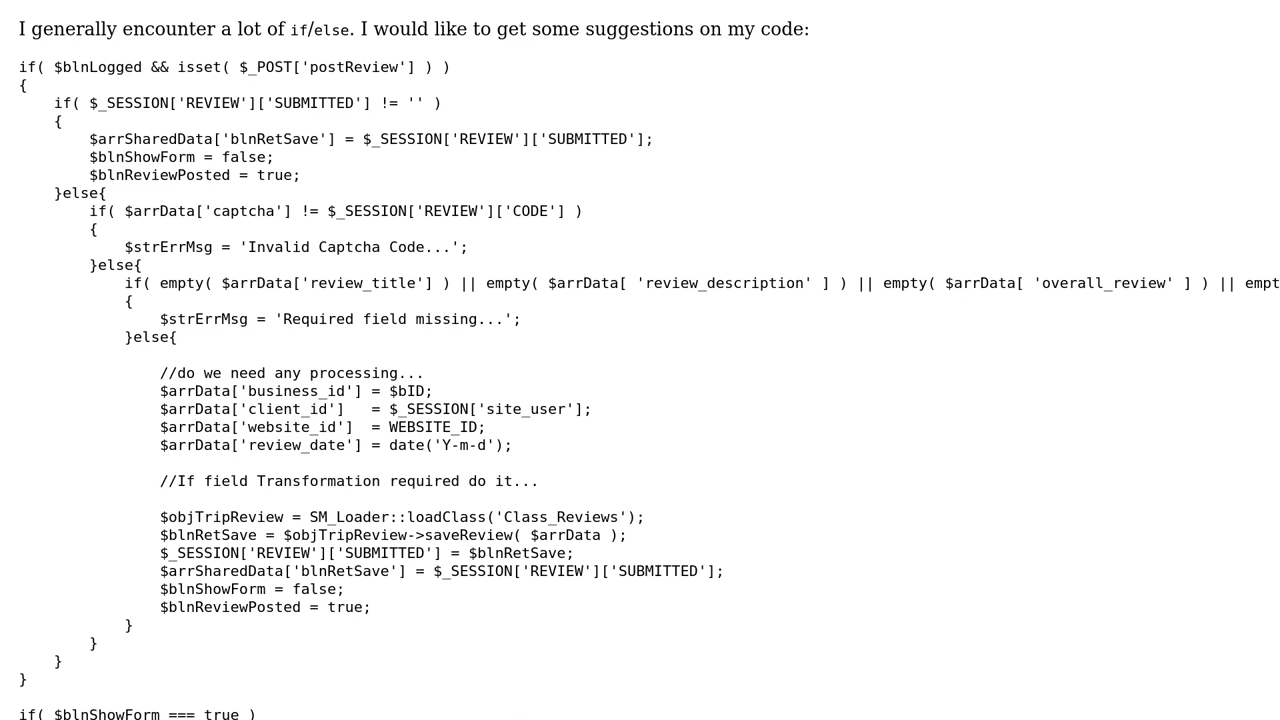 I generally encounter a lot of if/else. I would like to get some suggestions on my code:
if( $blnLogged && isset( $_POST['postReview'] ) )
{
    if( $_SESSION['REVIEW']['SUBMITTED'] != '' )
    {
        $arrSharedData['blnRetSave'] = $_SESSION['REVIEW']['SUBMITTED'];
        $blnShowForm = false;
        $blnReviewPosted = true;
    }else{
        if( $arrData['captcha'] != $_SESSION['REVIEW']['CODE'] )
        {
            $strErrMsg = 'Invalid Captcha Code...';
        }else{
            if( empty( $arrData['review_title'] ) || empty( $arrData[ 'review_description' ] ) || empty( $arrData[ 'overall_review' ] ) || empt
            {
                $strErrMsg = 'Required field missing...';
            }else{
                //do we need any processing...
                $arrData['business_id'] = $bID;
                $arrData['client_id']   = $_SESSION['site_user'];
                $arrData['website_id']  = WEBSITE_ID;
                $arrData['review_date'] = date('Y-m-d');
                //If field Transformation required do it...
                $objTripReview = SM_Loader::loadClass('Class_Reviews');
                $blnRetSave = $objTripReview->saveReview( $arrData );
                $_SESSION['REVIEW']['SUBMITTED'] = $blnRetSave;
                $arrSharedData['blnRetSave'] = $_SESSION['REVIEW']['SUBMITTED'];
                $blnShowForm = false;
                $blnReviewPosted = true;
            }
        }
    }
}
if( $blnShowForm === true )